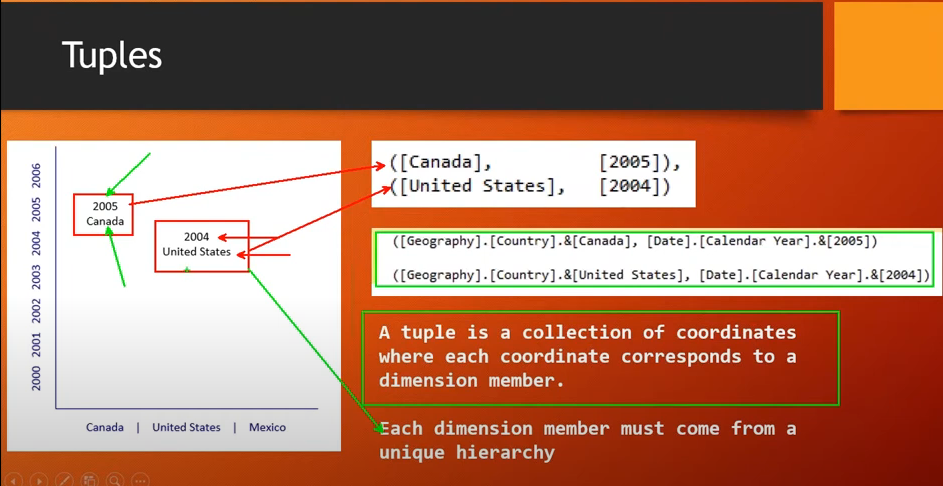 Tuples
2006
2005
2004
2003
2002
2001
2000
2005
Canada
2004
United States
Canada | United States | Mexico
([Canada], [2005]),
([United States], [2004])
([Geography].[Country].&[Canada], [Date].[Calendar Year].&[2005])
([Geography].[Country].&[United States], [Date].[Calendar Year].&[2004])
A tuple is a collection of coordinates
where each coordinate corresponds to a
dimension member.
Each dimension member must come from a
unique hierarchy